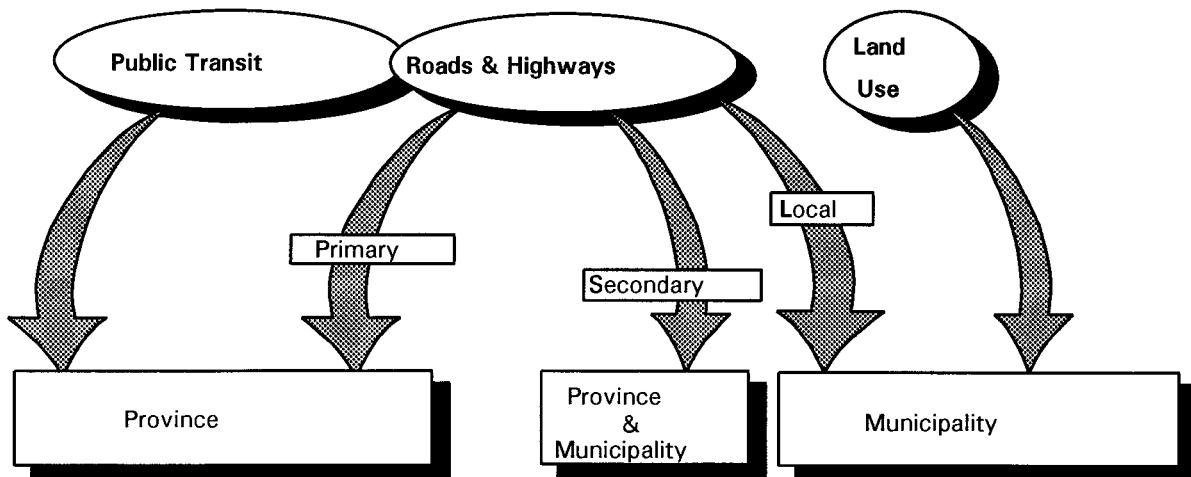 Public Transit
Roads & Highways
Land
Use
Local
Primary
Secondary
Province
Province
&
Municipality
Municipality